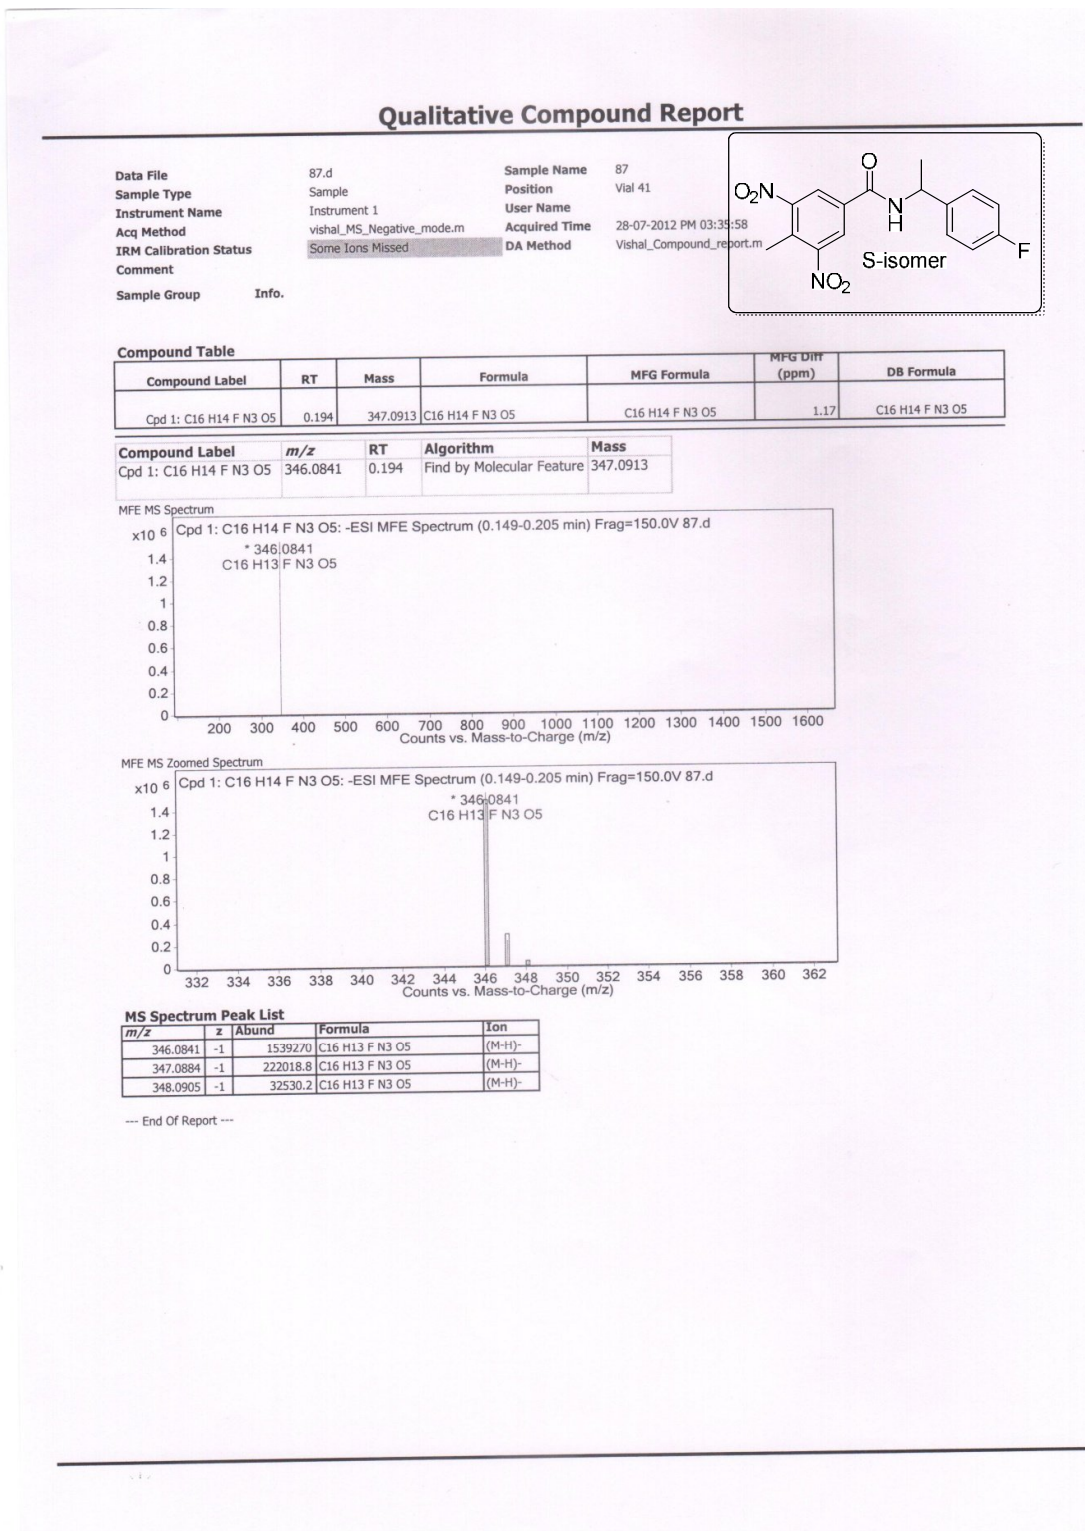 Qualitative Compound Report
Data File 87.d Sample Name 87
Sample Type Sample Position Vial 41
Instrument Name Instrument 1 User Name
Acq Method vishal_MS_Negative_mode.m Acquired Time 28-07-2012 PM 03:35:58
IRM Calibration Status Some Ions Missed DA Method Vishal_Compound_report.m
Comment
Sample Group Info.
O
O2N
N
H
F
S-isomer
NO2
Compound Table
Compound Label RT Mass Formula MFG Formula MFG Diff (ppm) DB Formula
Cpd 1: C16 H14 F N3 O5 0.194 347.0913 C16 H14 F N3 O5 C16 H14 F N3 O5 1.17 C16 H14 F N3 O5
Compound Label m/z RT Algorithm Mass
Cpd 1: C16 H14 F N3 O5 346.0841 0.194 Find by Molecular Feature 347.0913
MFE MS Spectrum
x10 6 Cpd 1: C16 H14 F N3 O5: -ESI MFE Spectrum (0.149-0.205 min) Frag=150.0V 87.d
* 346.0841
C16 H13 F N3 O5
1.4
1.2
1
0.8
0.6
0.4
0.2
0
200 300 400 500 600 700 800 900 1000 1100 1200 1300 1400 1500 1600
Counts vs. Mass-to-Charge (m/z)
MFE MS Zoomed Spectrum
x10 6 Cpd 1: C16 H14 F N3 O5: -ESI MFE Spectrum (0.149-0.205 min) Frag=150.0V 87.d
* 346.0841
C16 H13 F N3 O5
1.4
1.2
1
0.8
0.6
0.4
0.2
0
332 334 336 338 340 342 344 346 348 350 352 354 356 358 360 362
Counts vs. Mass-to-Charge (m/z)
MS Spectrum Peak List
m/z z Abund Formula Ion
346.0841 -1 1539270 C16 H13 F N3 O5 (M-H)-
347.0884 -1 222018.8 C16 H13 F N3 O5 (M-H)-
348.0905 -1 32530.2 C16 H13 F N3 O5 (M-H)-
--- End Of Report ---